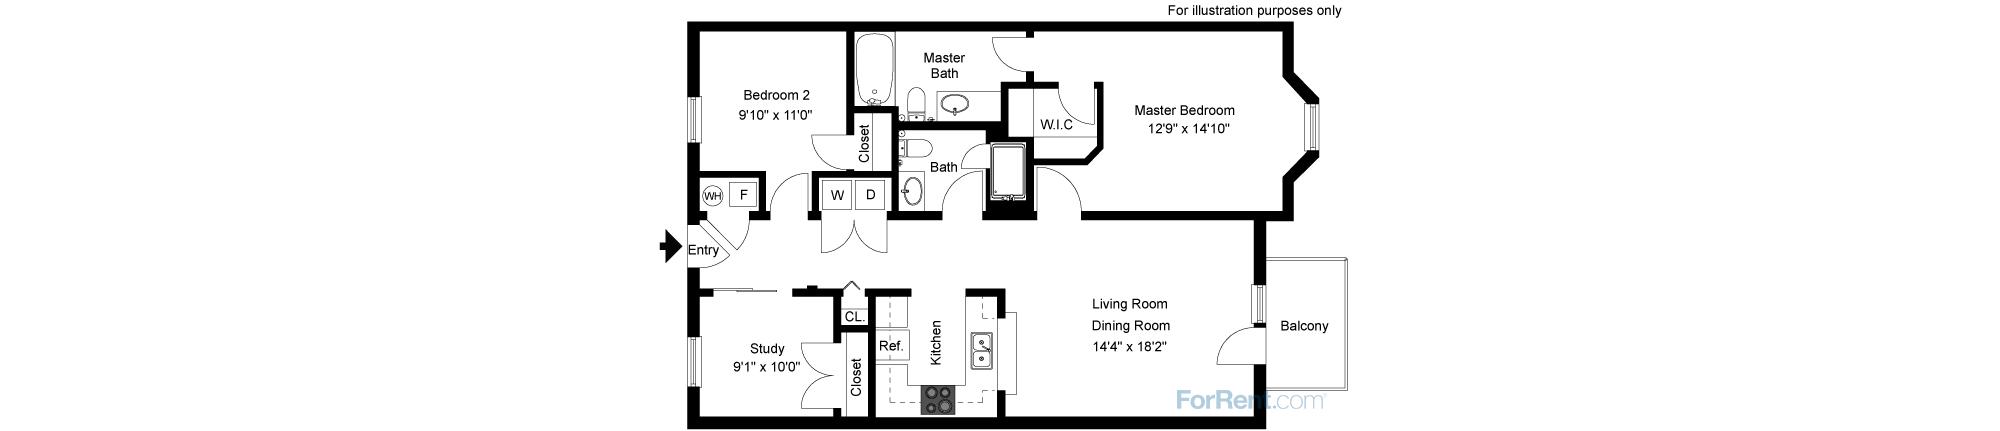 For illustration purposes only
Master
Bath
Bedroom 2
9'10" x 11'0"
Master Bedroom
12'9" x 14'10"
W.I.C
Closet
Bath
WH
F
W
D
Entry
Living Room
Dining Room
14'4" x 18'2"
CL.
Balcony
Kitchen
Ref.
Study
9'1" x 10'0"
Closet
ForRent.com